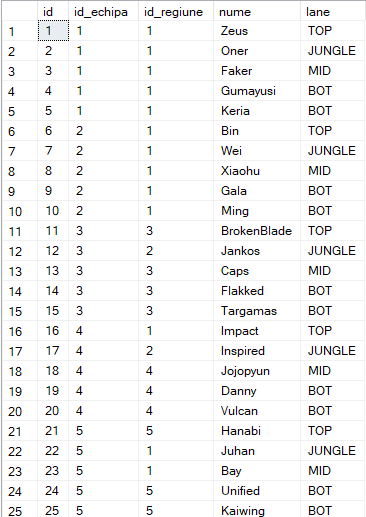 id id_echipa id_regiune nume lane
1 1 1 1 Zeus TOP
2 2 1 1 Oner JUNGLE
3 3 1 1 Faker MID
4 4 1 1 Gumayusi BOT
5 5 1 1 Keria BOT
6 6 2 1 Bin TOP
7 7 2 1 Wei JUNGLE
8 8 2 1 Xiaohu MID
9 9 2 1 Gala BOT
10 10 2 1 Ming BOT
11 11 3 3 BrokenBlade TOP
12 12 3 2 Jankos JUNGLE
13 13 3 3 Caps MID
14 14 3 3 Flakked BOT
15 15 3 3 Targamas BOT
16 16 4 1 Impact TOP
17 17 4 2 Inspired JUNGLE
18 18 4 4 Jojopyun MID
19 19 4 4 Danny BOT
20 20 4 4 Vulcan BOT
21 21 5 5 Hanabi TOP
22 22 5 1 Juhan JUNGLE
23 23 5 1 Bay MID
24 24 5 5 Unified BOT
25 25 5 5 Kaiwing BOT